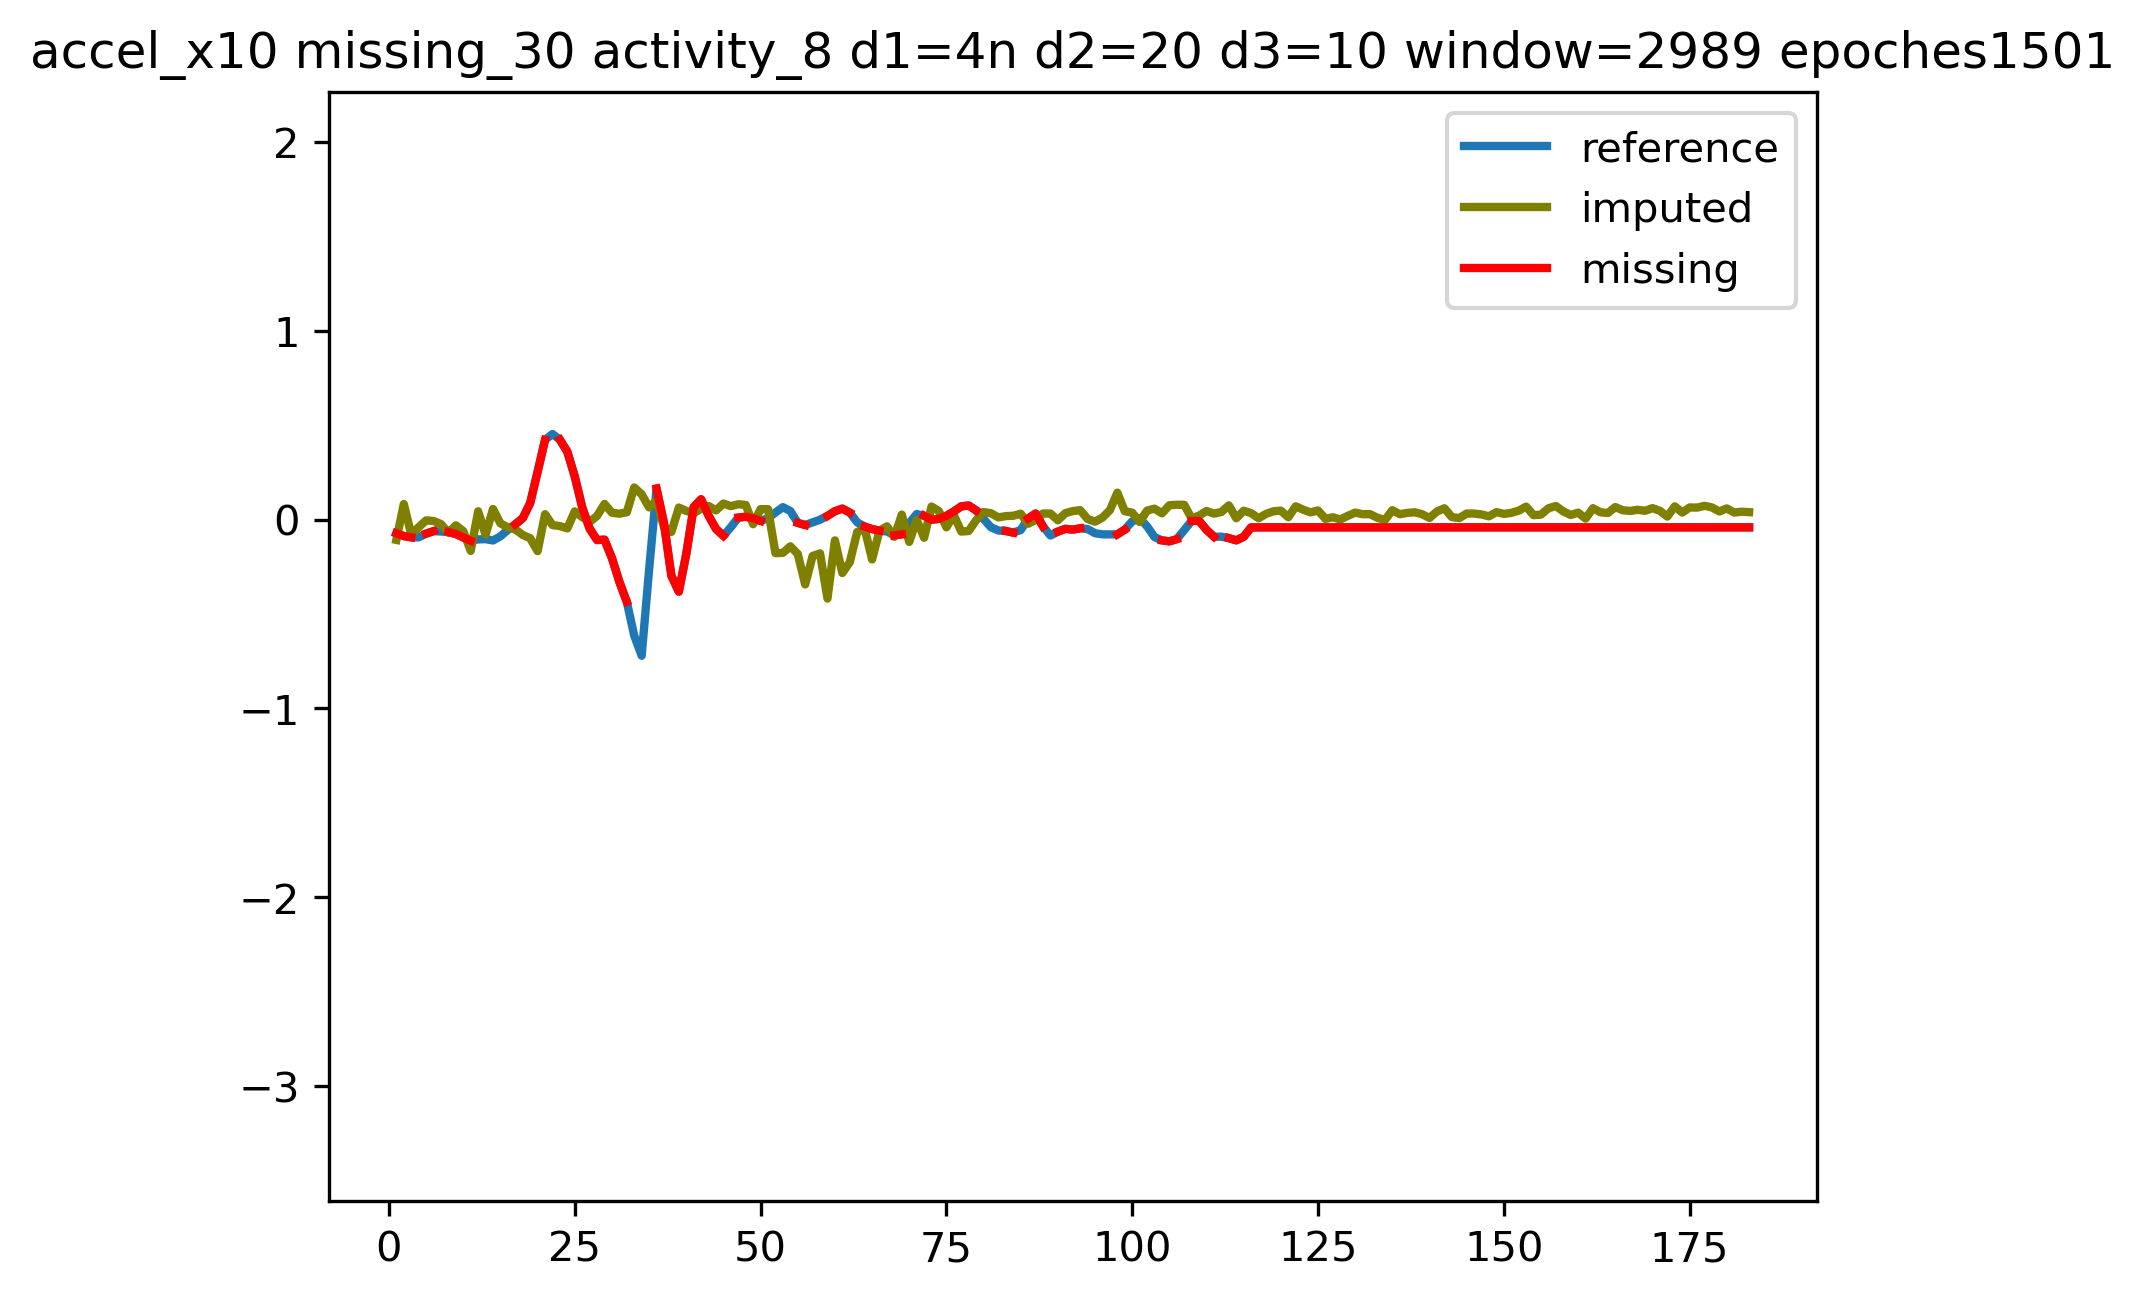 accel_x10 missing_30 activity_8 d1=4n d2=20 d3=10 window=2989 epoches1501
reference
imputed
missing
2
1
0
−1
−2
−3
0 25 50 75 100 125 150 175